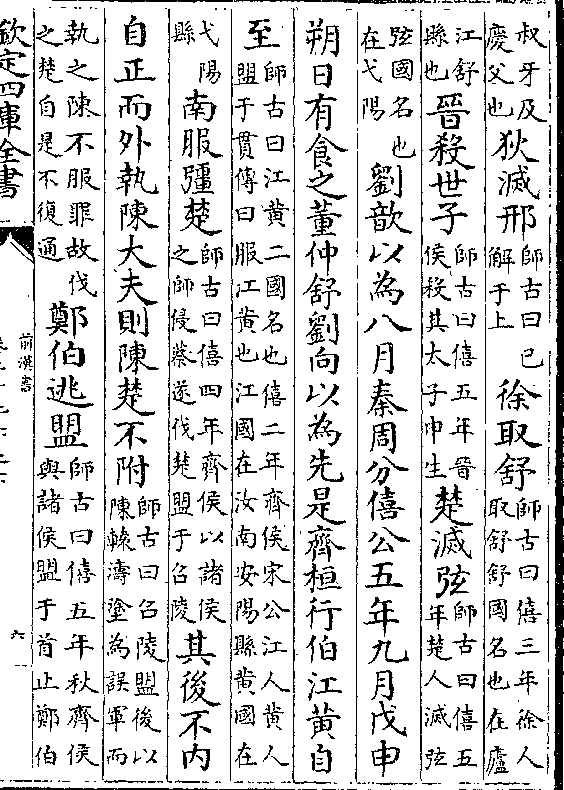 叔牙及慶父也狄滅邢師古曰已解于上徐取舒師古曰僖三年徐人取舒舒國名也在廬
江舒縣也晉殺世子師古曰僖五年晉侯殺其太子申生楚滅弦師古曰僖五年楚人滅弦
弦國名也在弋陽劉歆以為八月秦周分僖公五年九月戊申
朔日有食之董仲舒劉向以為先是齊桓行伯江黃自
至師古曰江黃二國名也僖二年齊侯宋公江人黃人盟于貫傳曰服江黃也江國在汝南安陽縣黃國在
弋陽縣南服彊楚師古曰僖四年齊侯以諸侯之師侵蔡遂伐楚盟于召陵其後不內
自正而外執陳大夫則陳楚不附師古曰召陵盟後以陳轅濤塗為誤軍而
執之陳不服罪故伐之楚自是不復通鄭伯逃盟師古曰僖五年秋齊侯與諸侯盟于首止鄭伯
欽定四庫全書
前漢書
六